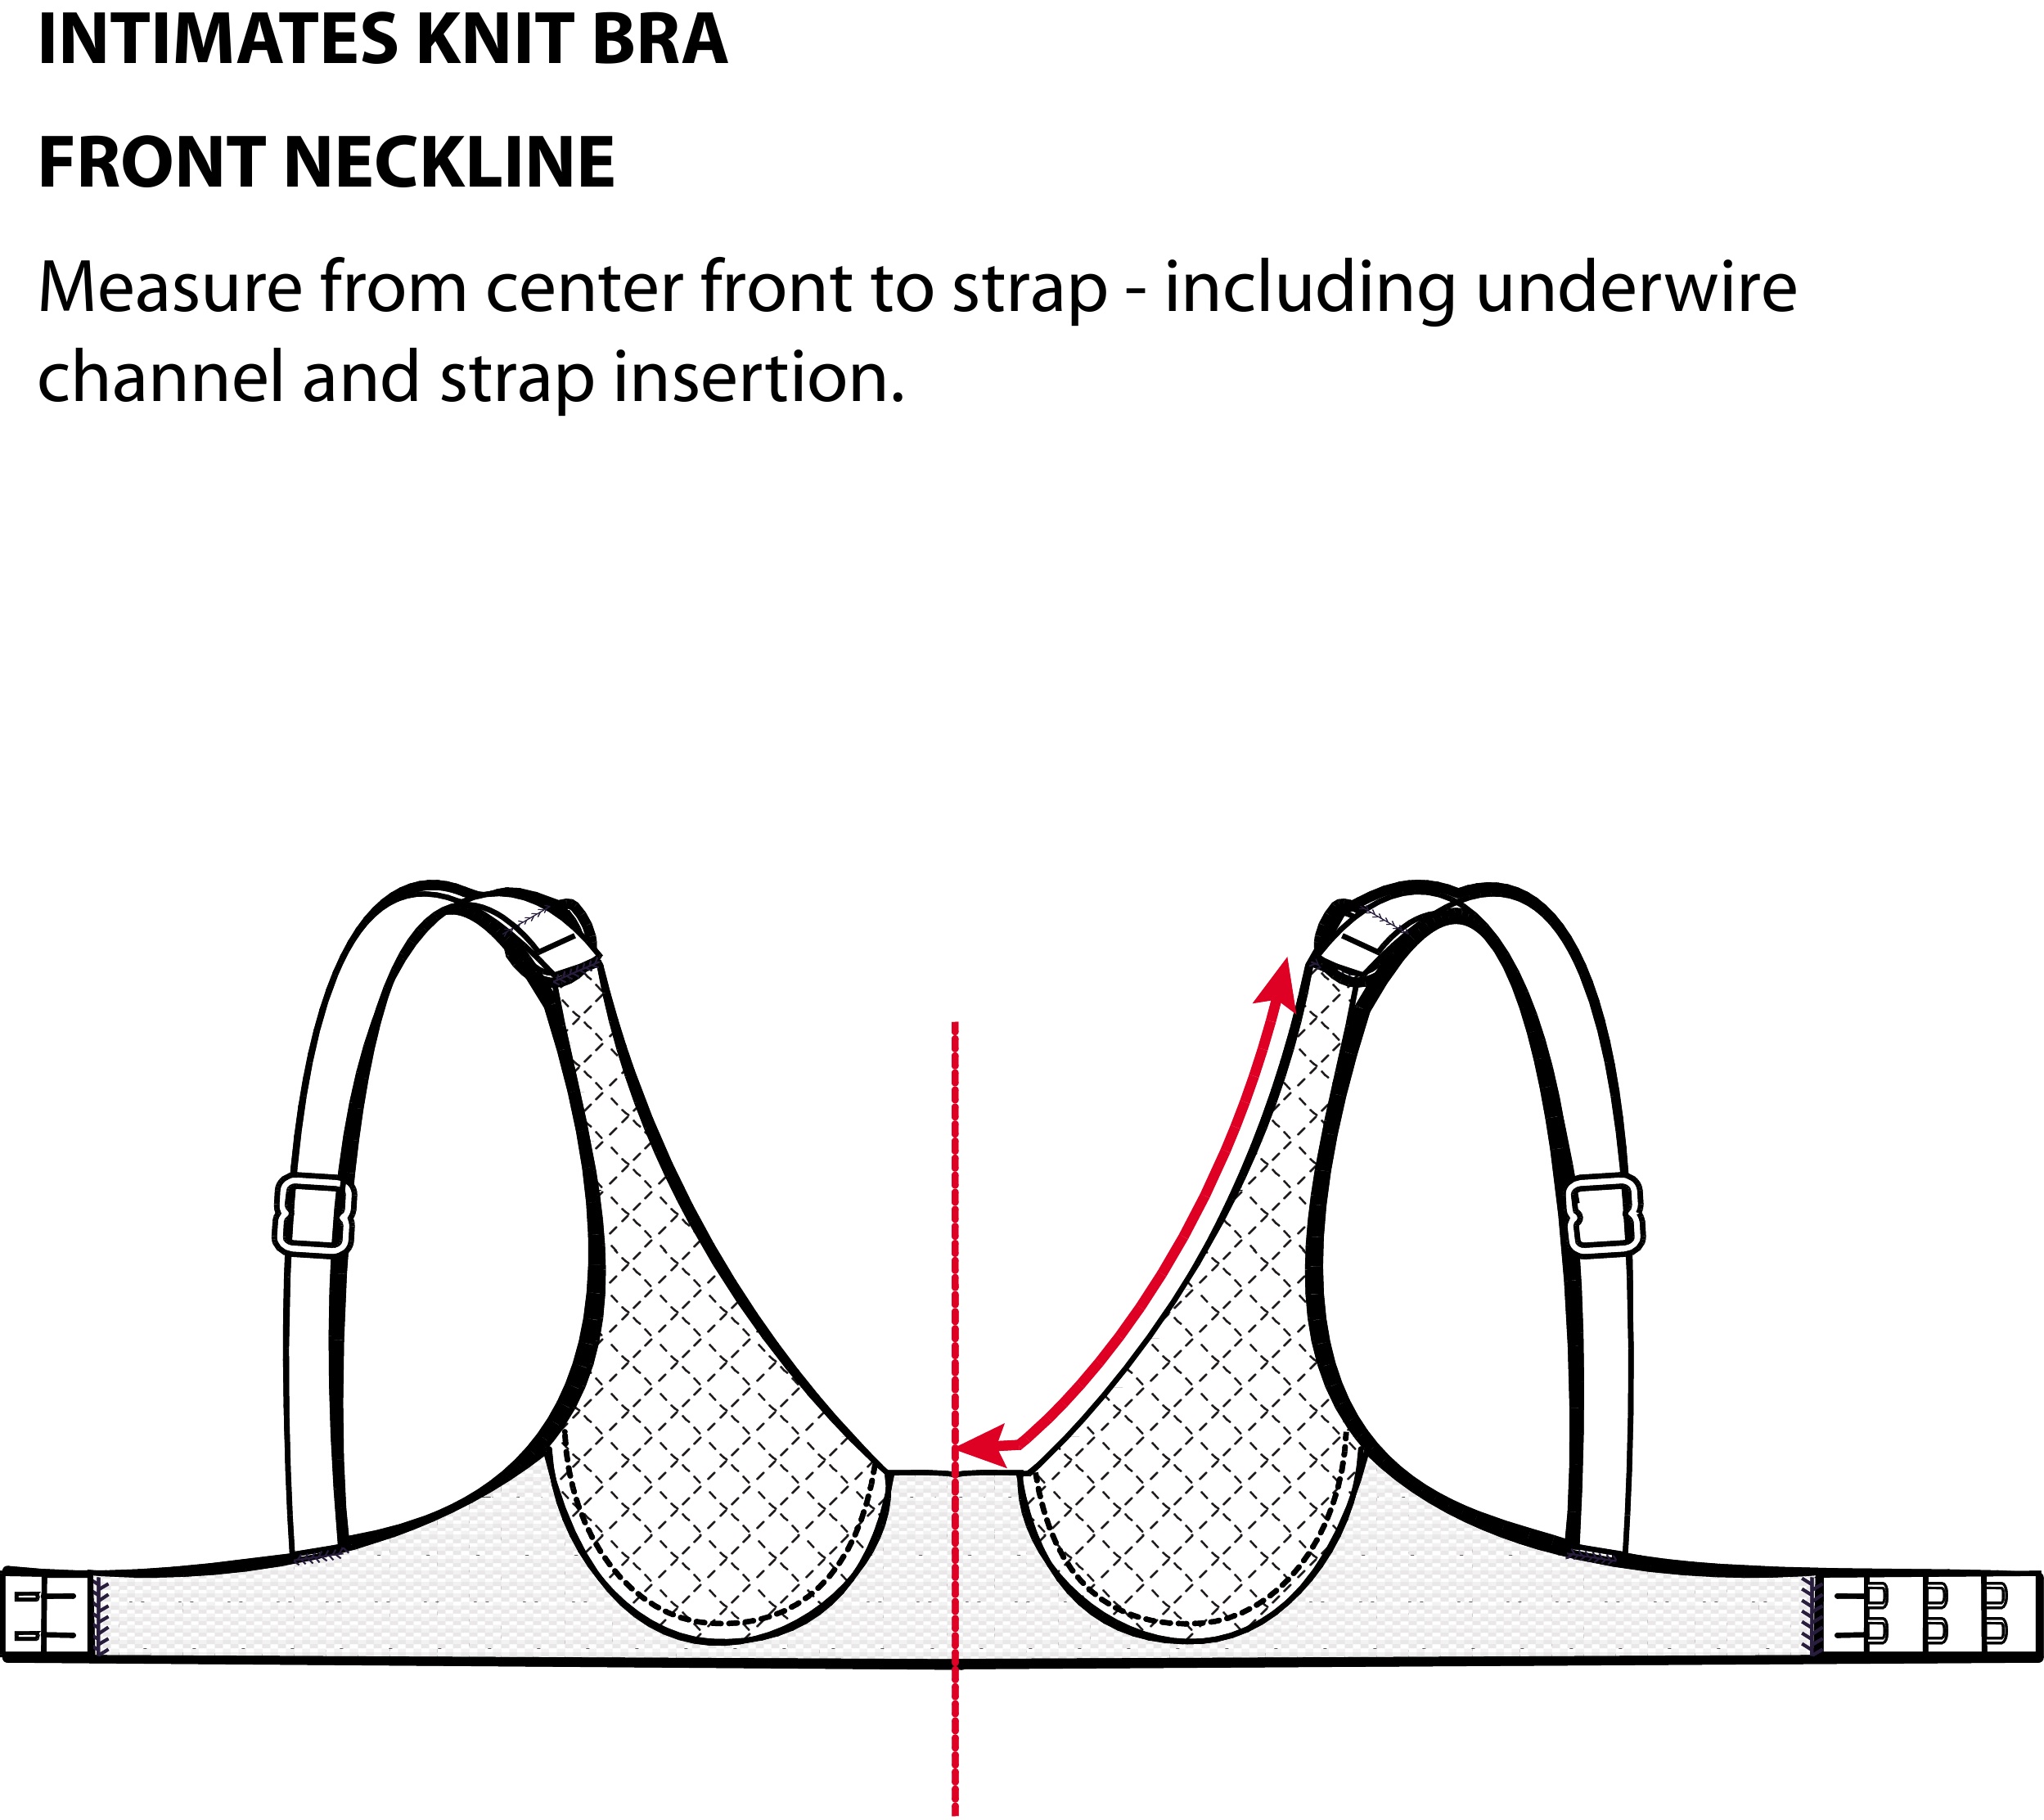 INTIMATES KNIT BRA
FRONT NECKLINE
Measure from center front to strap - including underwire
channel and strap insertion.